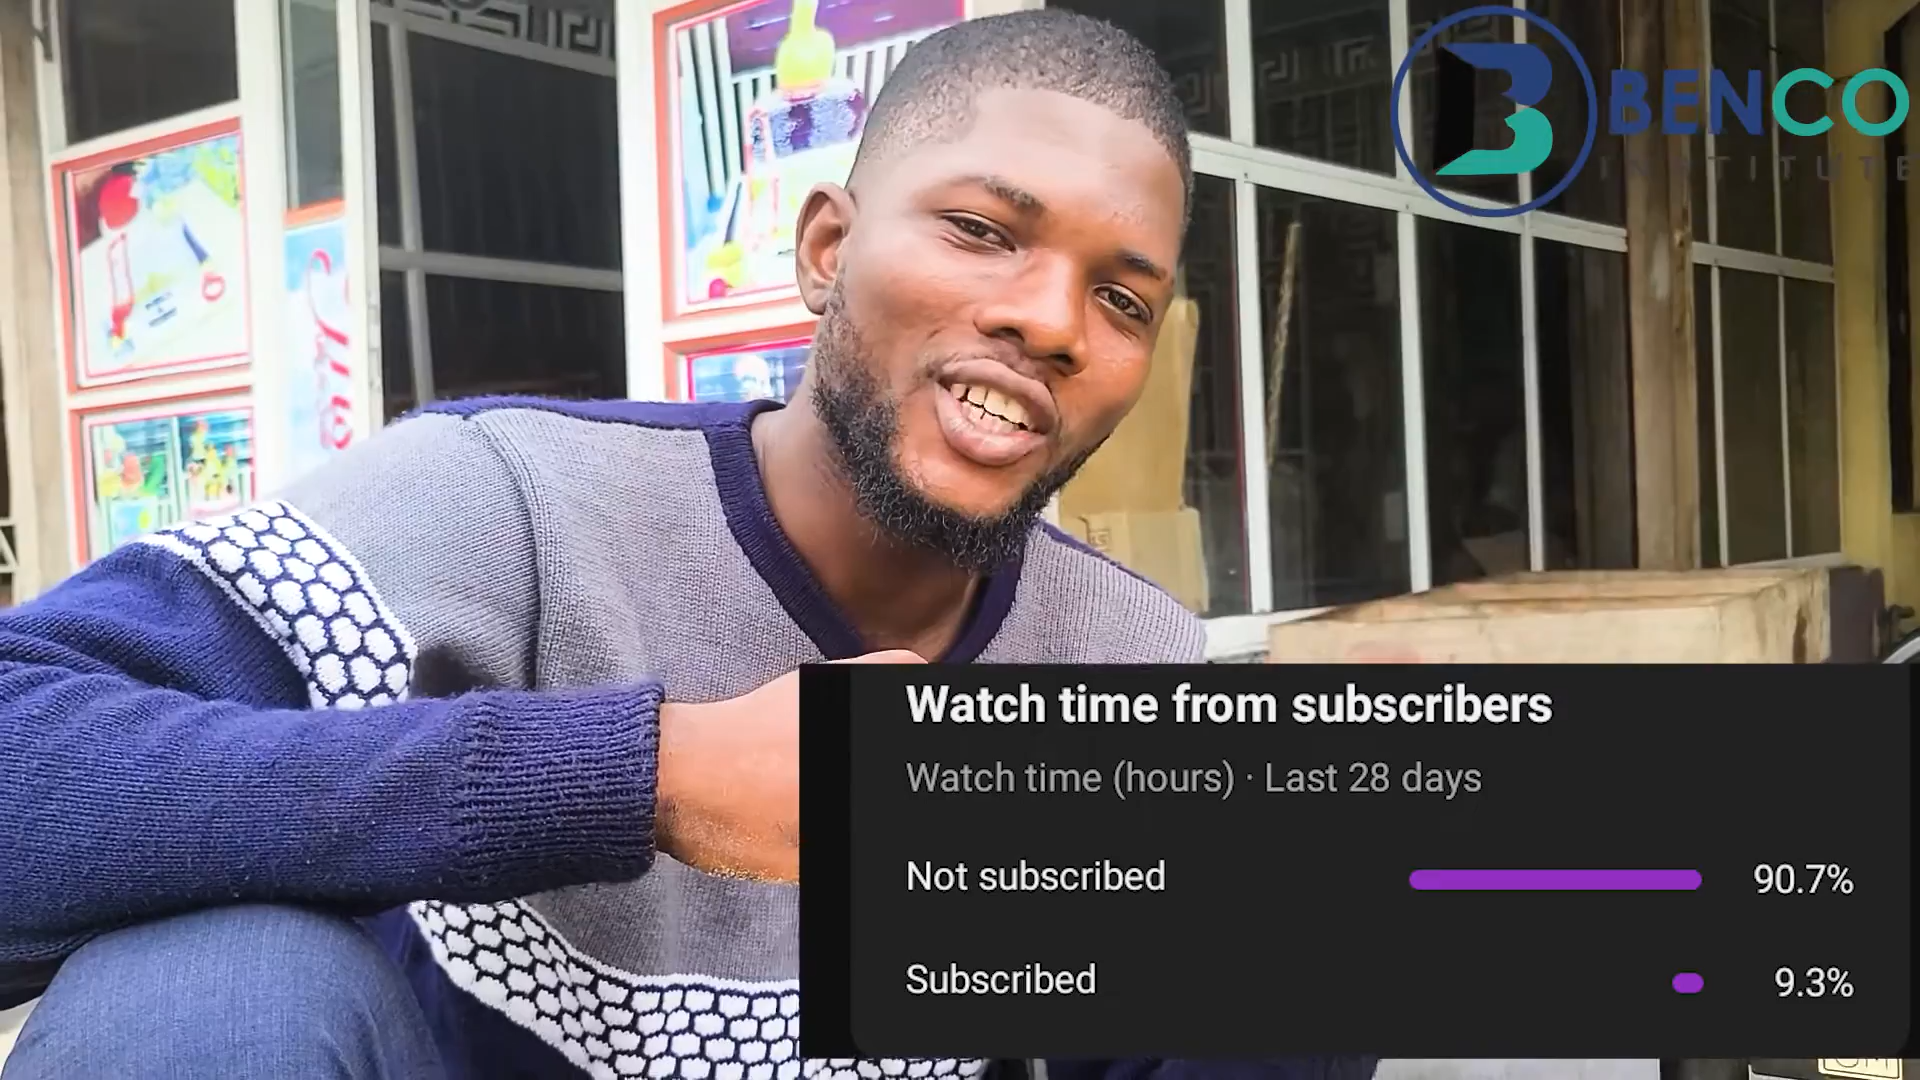 BENCO
INSTITUTE
Watch time from subscribers
Watch time (hours) · Last 28 days
Not subscribed 90.7%
Subscribed 9.3%